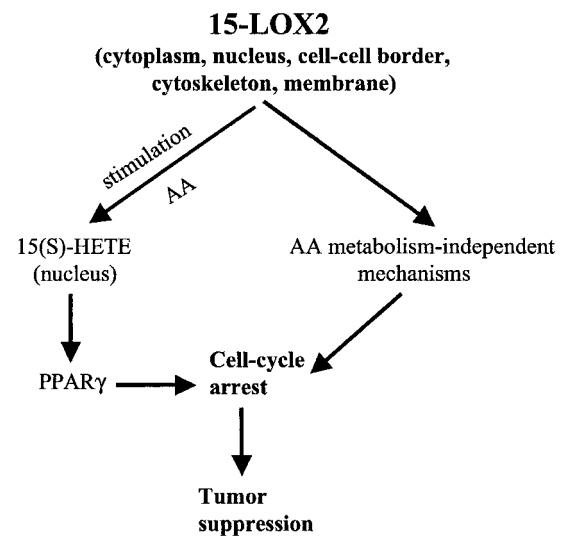 15-LOX2
(cytoplasm, nucleus, cell-cell border,
cytoskeleton, membrane)
stimulation
AA
15(S)-HETE
(nucleus)
AA metabolism-independent
mechanisms
PPARγ
Cell-cycle
arrest
Tumor
suppression